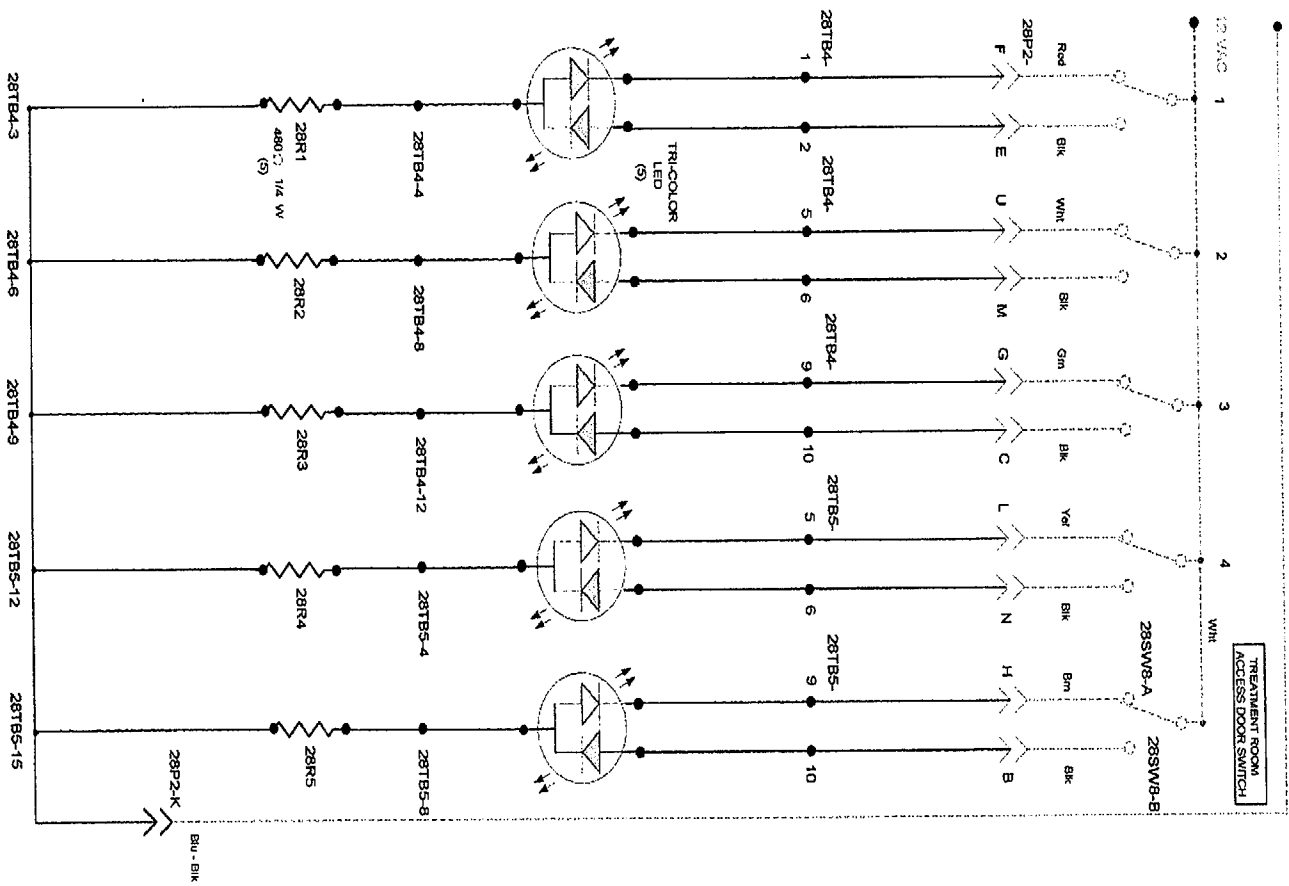 12 VAC
1
2
3
4
Wht
TREATMENT ROOM
ACCESS DOOR SWITCH
28SW8-A
28SW8-B
Red
Blk
Wht
Blk
Grn
Blk
Yel
Blk
Brn
Blk
28P2-
F
E
U
M
G
C
L
N
H
B
28TB4-
1
2
28TB4-
5
6
28TB4-
9
10
28TB5-
5
6
28TB5-
9
10
TRI-COLOR
LED
(5)
28TB4-4
28TB4-8
28TB4-12
28TB5-4
28TB5-8
28R1
480Ω 1/4 W
(5)
28R2
28R3
28R4
28R5
28P2-K
Blu - Blk
28TB4-3
28TB4-6
28TB4-9
28TB5-12
28TB5-15